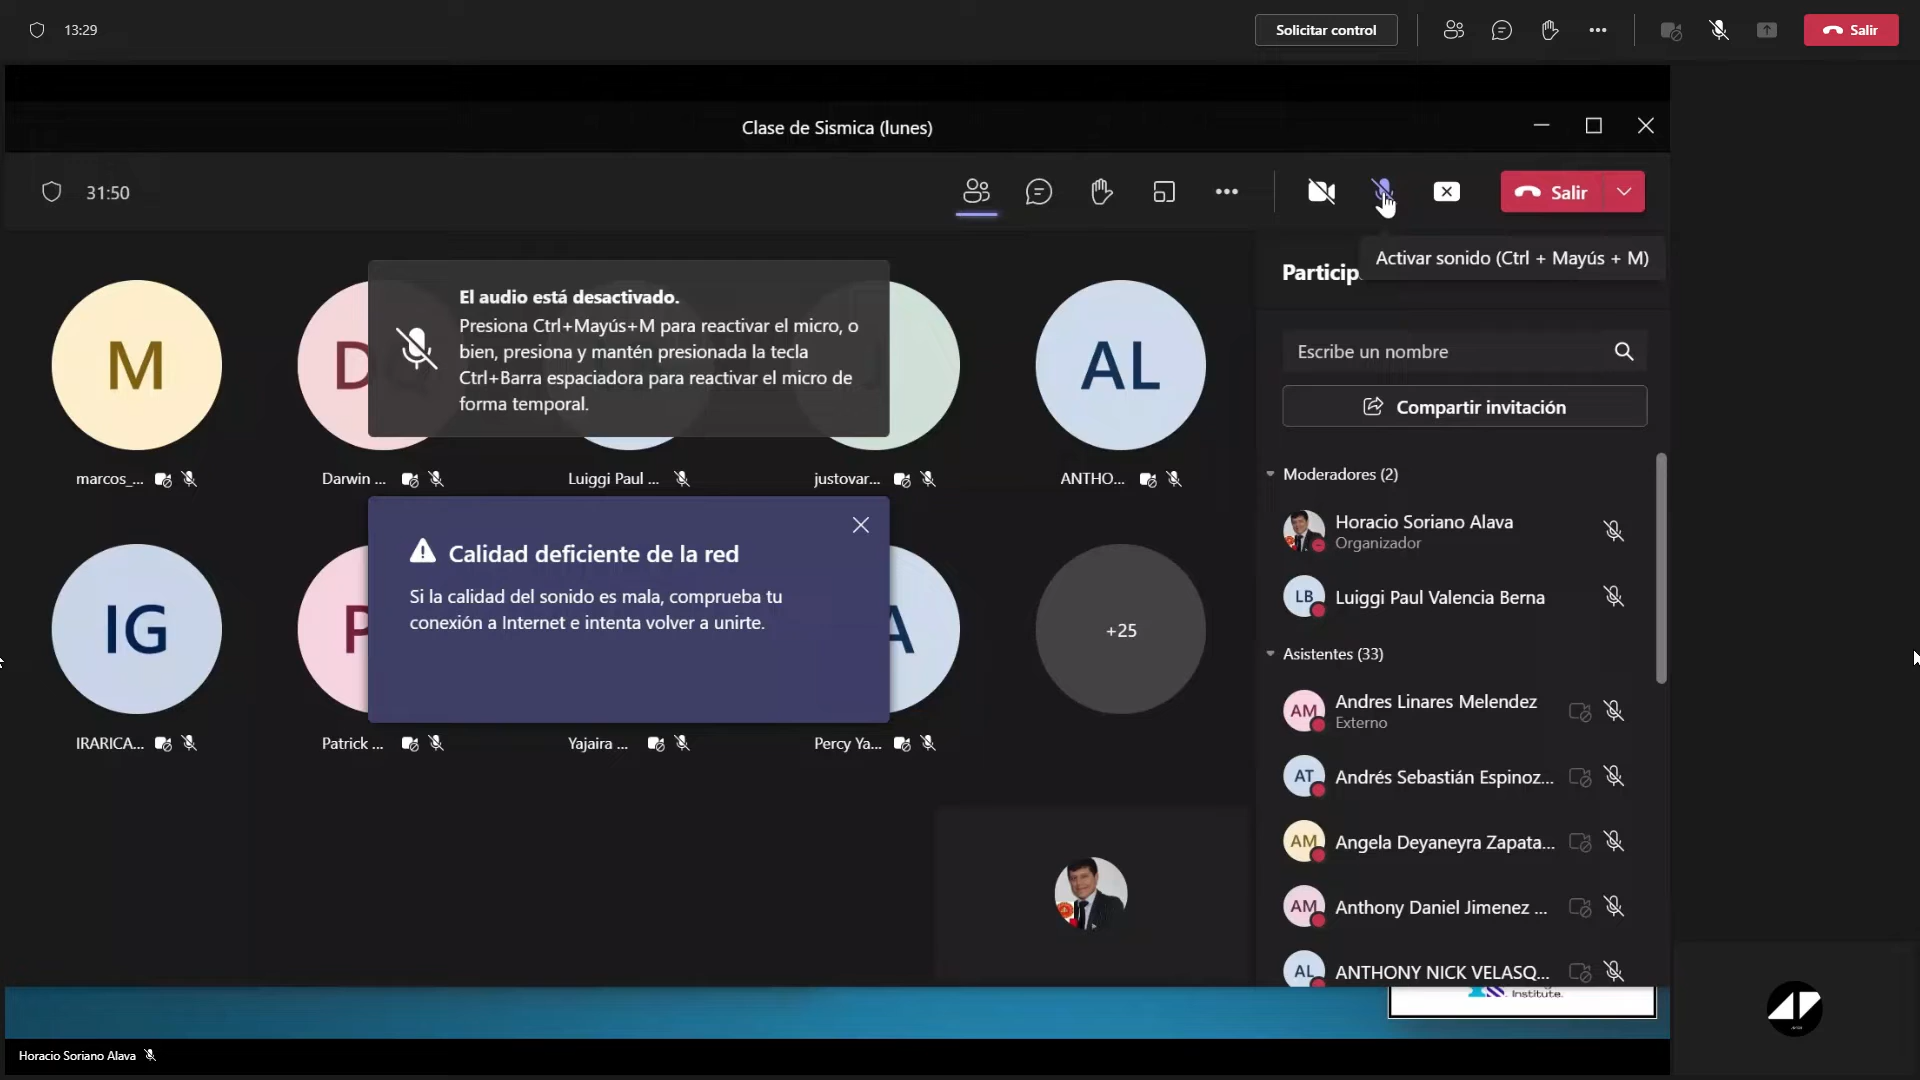 13:29
Solicitar control
Salir
Clase de Sismica (lunes)
31:50
Salir
Activar sonido (Ctrl + Mayús + M)
Particip
El audio está desactivado.
Presiona Ctrl+Mayús+M para reactivar el micro, o
bien, presiona y mantén presionada la tecla
Ctrl+Barra espaciadora para reactivar el micro de
forma temporal.
M
D
AL
Escribe un nombre
Compartir invitación
marcos_...
Darwin ...
Luiggi Paul ...
justovar...
ANTHO...
Moderadores (2)
Horacio Soriano Alava
Organizador
LB
Luiggi Paul Valencia Berna
Calidad deficiente de la red
Si la calidad del sonido es mala, comprueba tu
conexión a Internet e intenta volver a unirte.
IG
P
A
+25
Asistentes (33)
AM
Andres Linares Melendez
Externo
IRARICA...
Patrick ...
Yajaira ...
Percy Ya...
AT
Andrés Sebastián Espinoz...
AM
Angela Deyaneyra Zapata...
AM
Anthony Daniel Jimenez ...
AL
ANTHONY NICK VELASQ...
Institute.
Horacio Soriano Alava